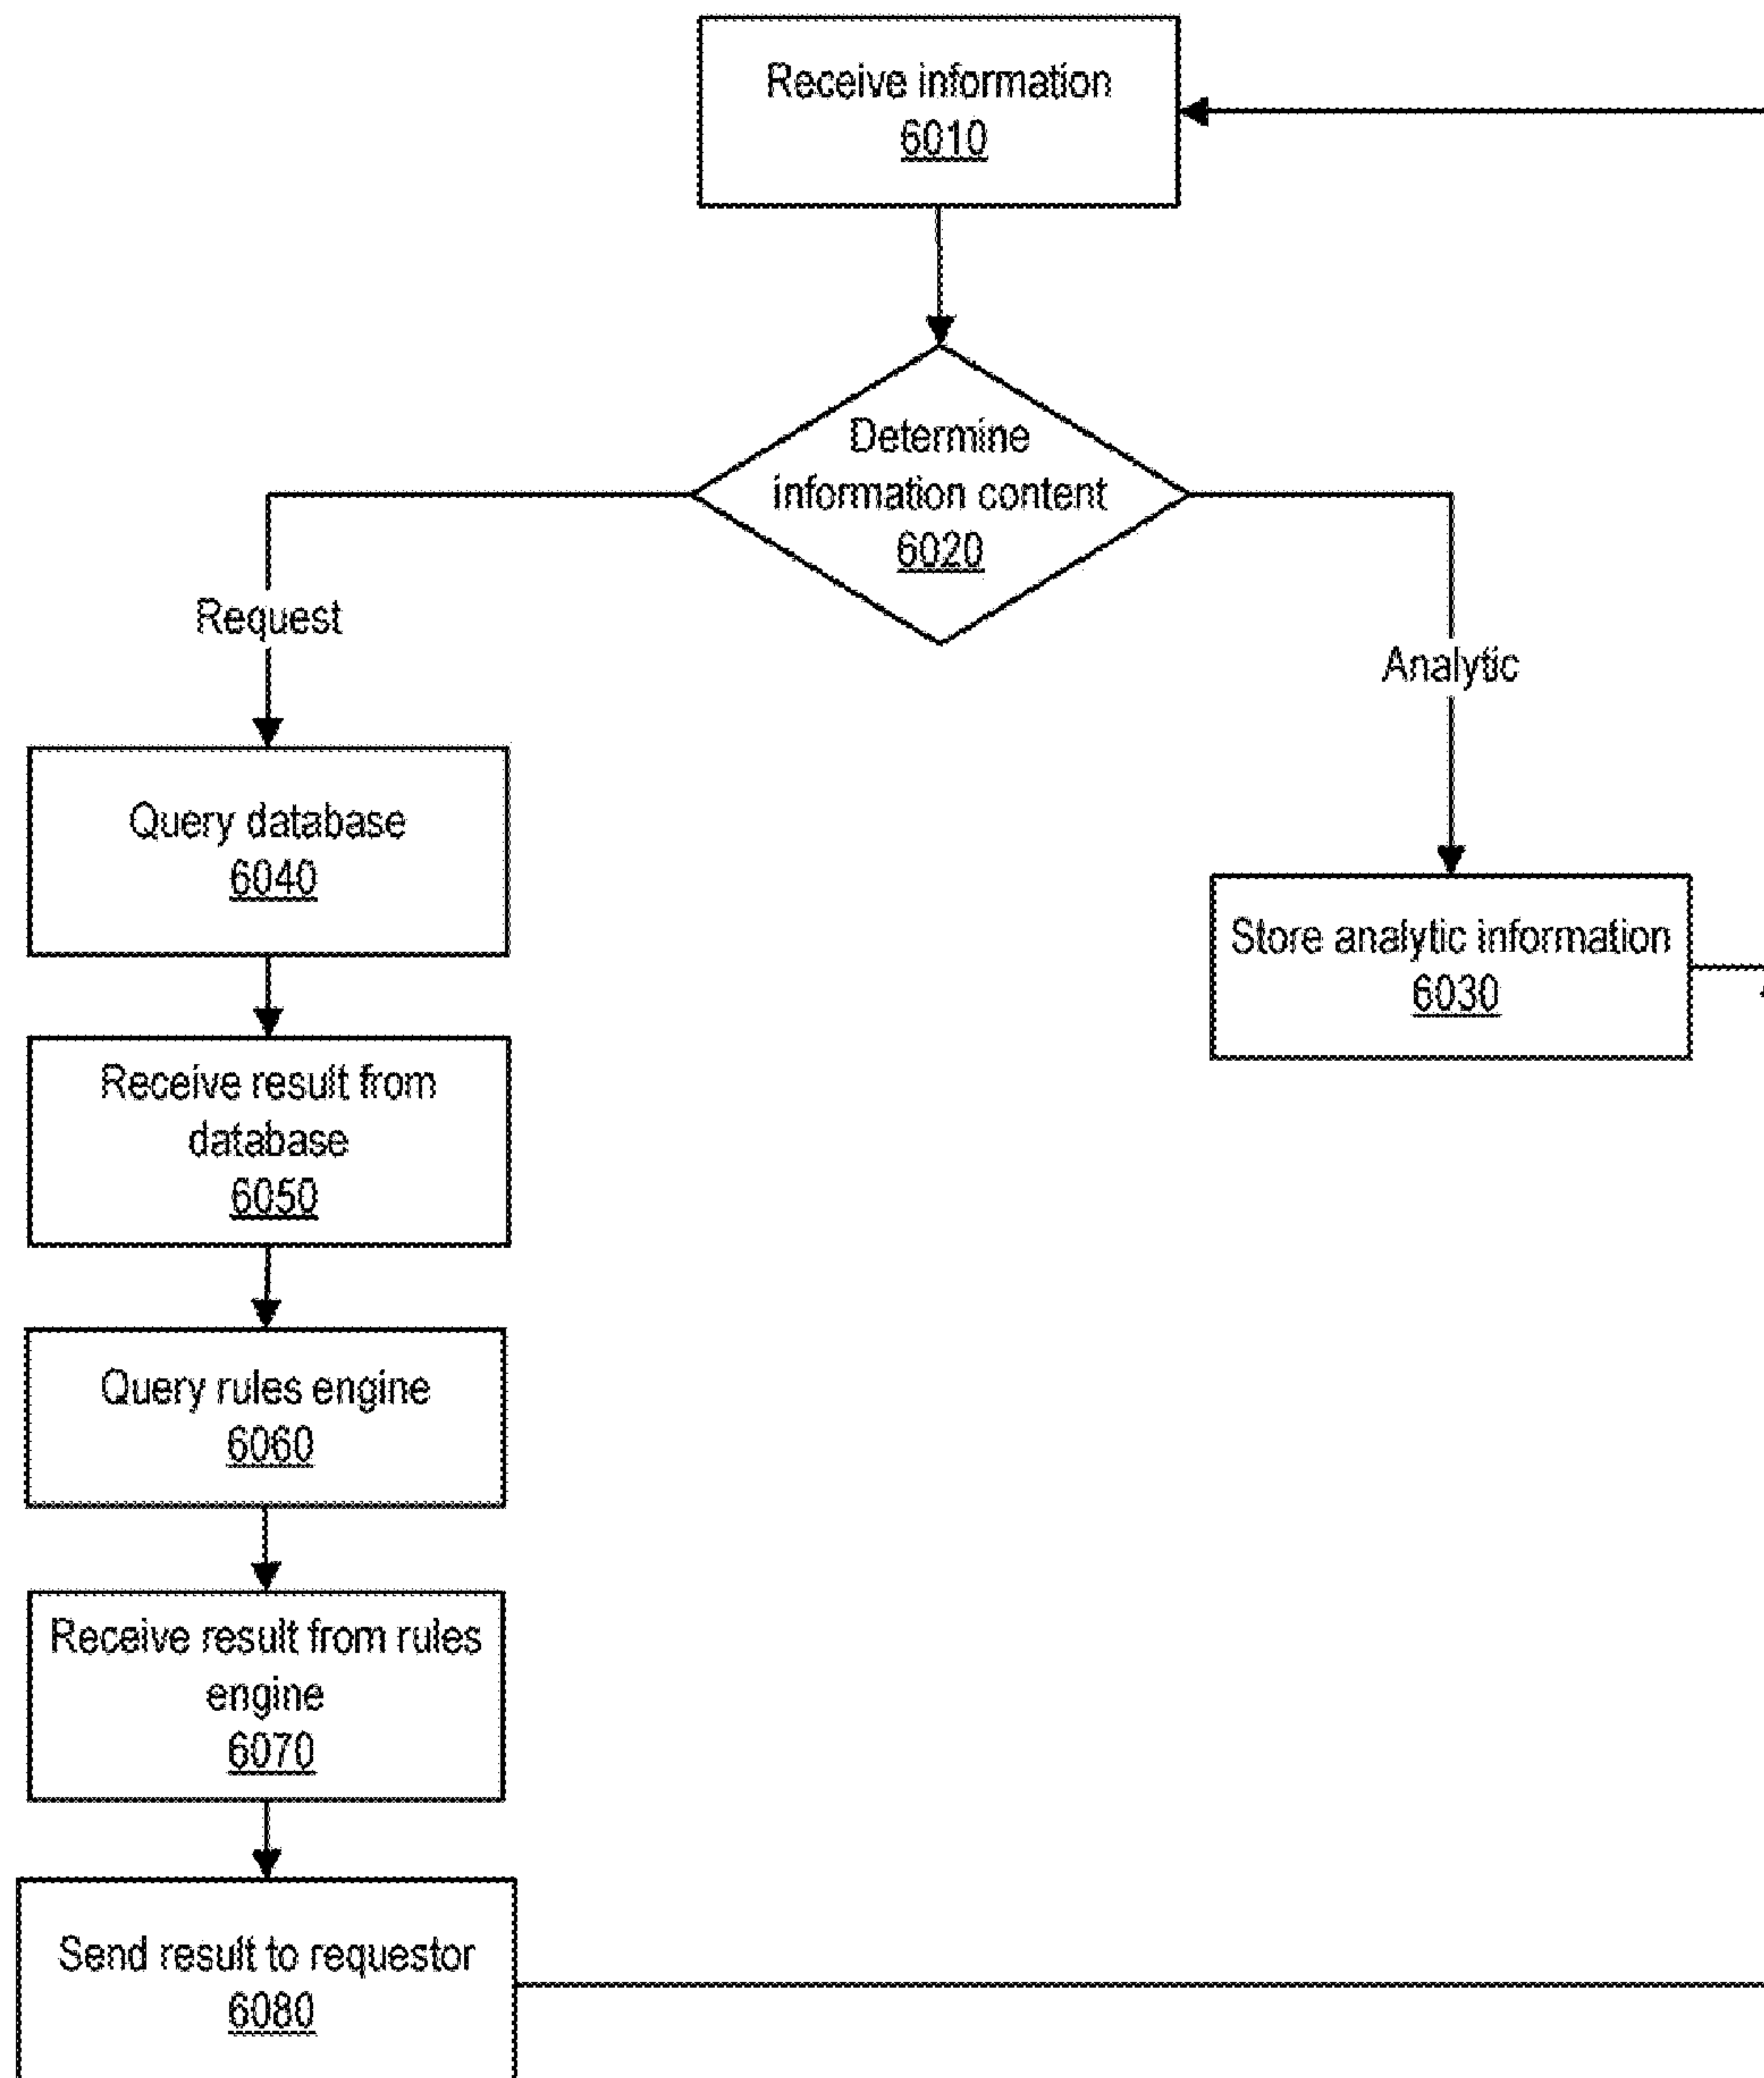 Receive information
6010
Determine
information content
6020
Request
Analytic
Query database
6040
Store analytic information
6030
Receive result from
database
6050
Query rules engine
6060
Receive result from rules
engine
6070
Send result to requestor
6080